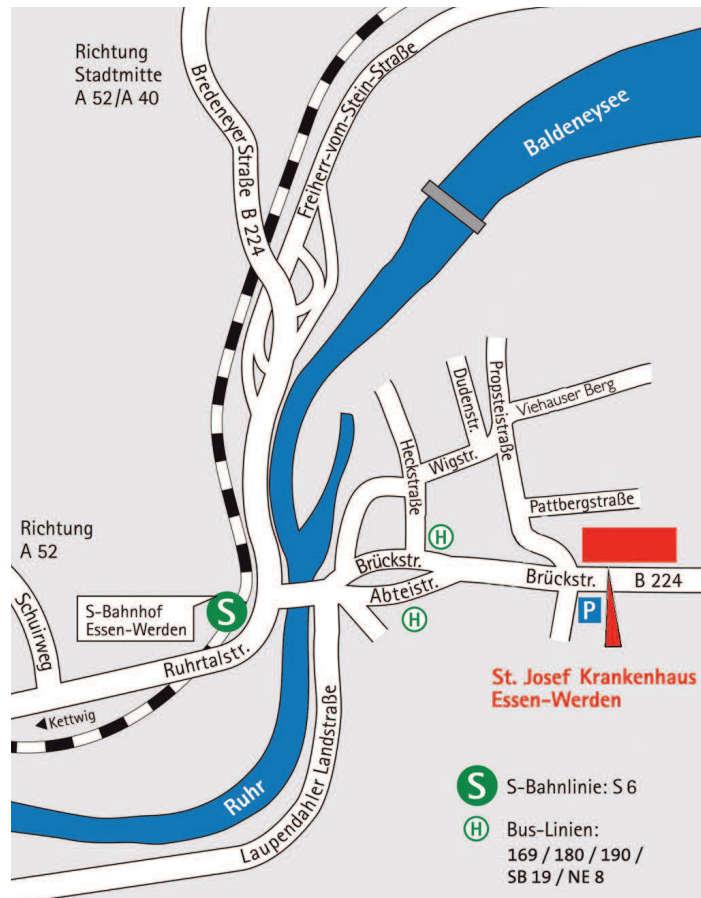 Richtung
Stadtmitte
A 52/A 40
Bredeneyer Straße B 224
Freiherr-vom-Stein-Straße
Baldeneysee
Dudenstr.
Propsteistraße
Viehauser Berg
Heckstraße
Wigstr.
Pattbergstraße
Richtung
A 52
H
Brückstr.
Abteistr.
Brückstr.
B 224
Schuirweg
S-Bahnhof
Essen-Werden
S
H
P
Ruhrtalstr.
St. Josef Krankenhaus
Essen-Werden
Kettwig
Laupendahler Landstraße
Ruhr
S
S-Bahnlinie: S 6
H
Bus-Linien:
169 / 180 / 190 /
SB 19 / NE 8